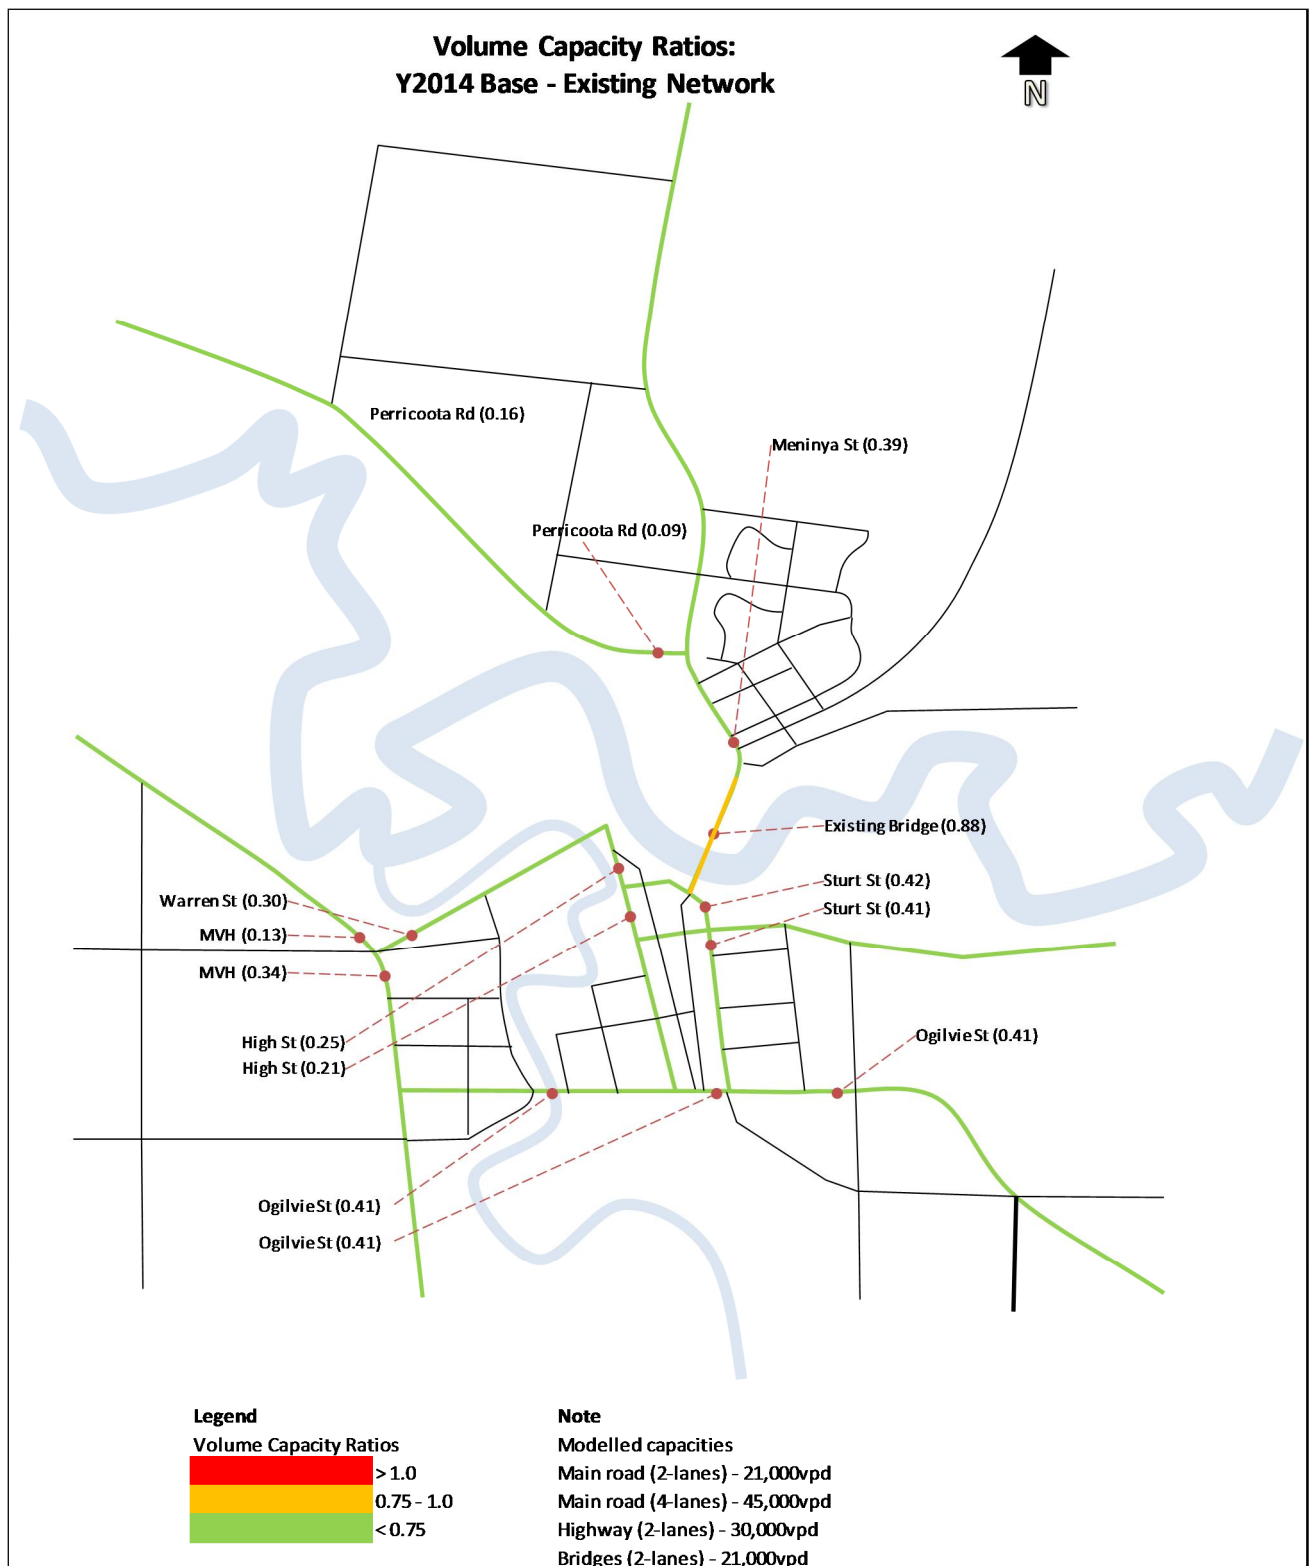 Volume Capacity Ratios:
Y2014 Base - Existing Network
N
Perricoota Rd (0.16)
Meninya St (0.39)
Perricoota Rd (0.09)
Existing Bridge (0.88)
Sturt St (0.42)
Warren St (0.30)
Sturt St (0.41)
MVH (0.13)
MVH (0.34)
Ogilvie St (0.41)
High St (0.25)
High St (0.21)
Ogilvie St (0.41)
Ogilvie St (0.41)
Legend
Volume Capacity Ratios
> 1.0
0.75 - 1.0
< 0.75
Note
Modelled capacities
Main road (2-lanes) - 21,000vpd
Main road (4-lanes) - 45,000vpd
Highway (2-lanes) - 30,000vpd
Bridges (2-lanes) - 21,000vpd